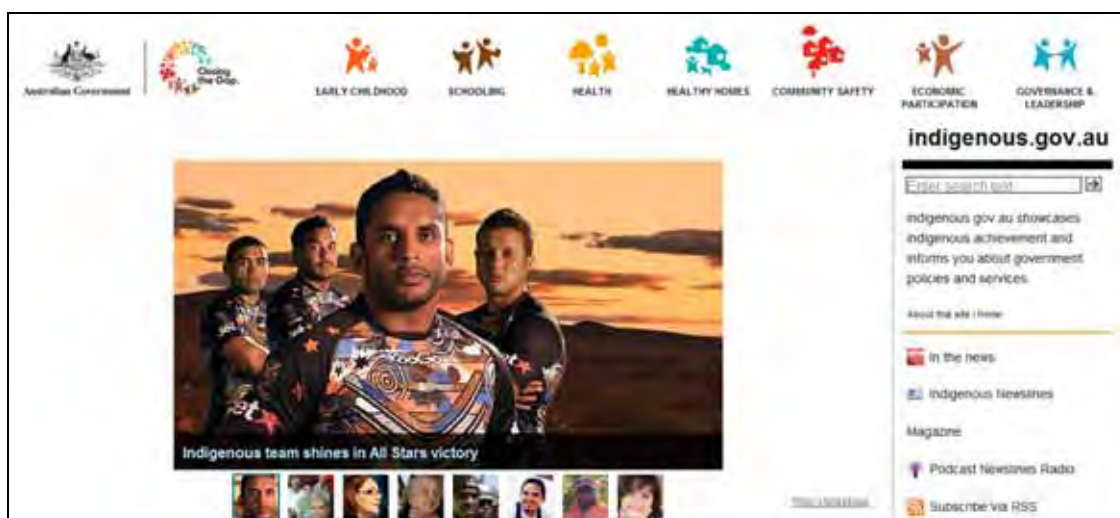 Australian Government
Closing
the Gap.
EARLY CHILDHOOD
SCHOOLING
HEALTH
HEALTHY HOMES
COMMUNITY SAFETY
ECONOMIC
PARTICIPATION
GOVERNANCE &
LEADERSHIP
indigenous.gov.au
Enter search text
indigenous.gov.au showcases
indigenous achievement and
informs you about government
policies and services.
About this site | Home
In the news
Indigenous Newslines
Magazine
Podcast Newslines Radio
Subscribe via RSS
Indigenous team shines in All Stars victory